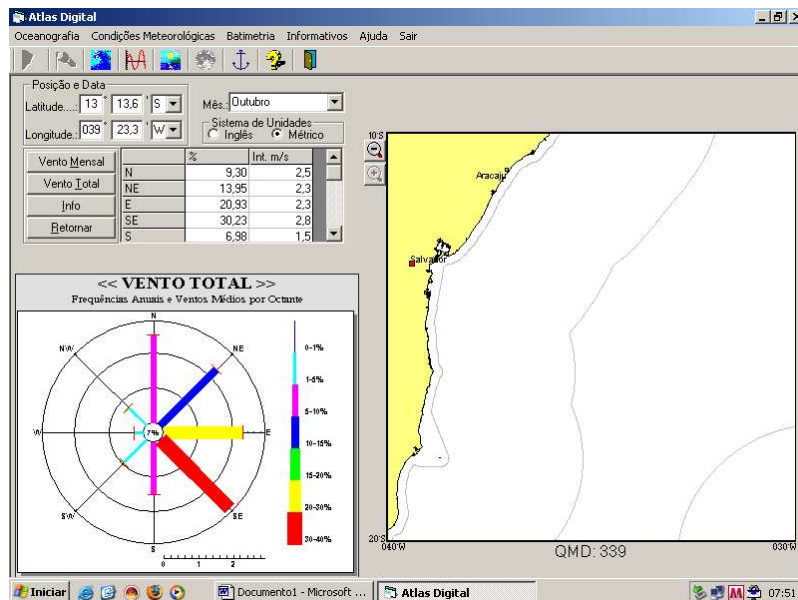 Atlas Digital
Oceanografia Condições Meteorológicas Batimetria Informativos Ajuda Sair
Posição e Data
Latitude....: 13 ° 13,6 ' S
Longitude.: 039 ° 23,3 ' W
Mês.: Outubro
Sistema de Unidades
Inglês Métrico
Vento Mensal
Vento Total
Info
Retornar
% Int. m/s
N 9,30 2,5
NE 13,95 2,3
E 20,93 2,3
SE 30,23 2,8
S 6,98 1,5
<< VENTO TOTAL >>
Frequências Anuais e Ventos Médios por Octante
N
NW NE
W 7% E
SW SE
S
0-1%
1-5%
5-10%
10-15%
15-20%
20-30%
30-40%
0 1 2
10'S
Aracaju
Salvador
20'S
040'W 030'W
QMD: 339
Iniciar Documento1 - Microsoft ... Atlas Digital 07:51